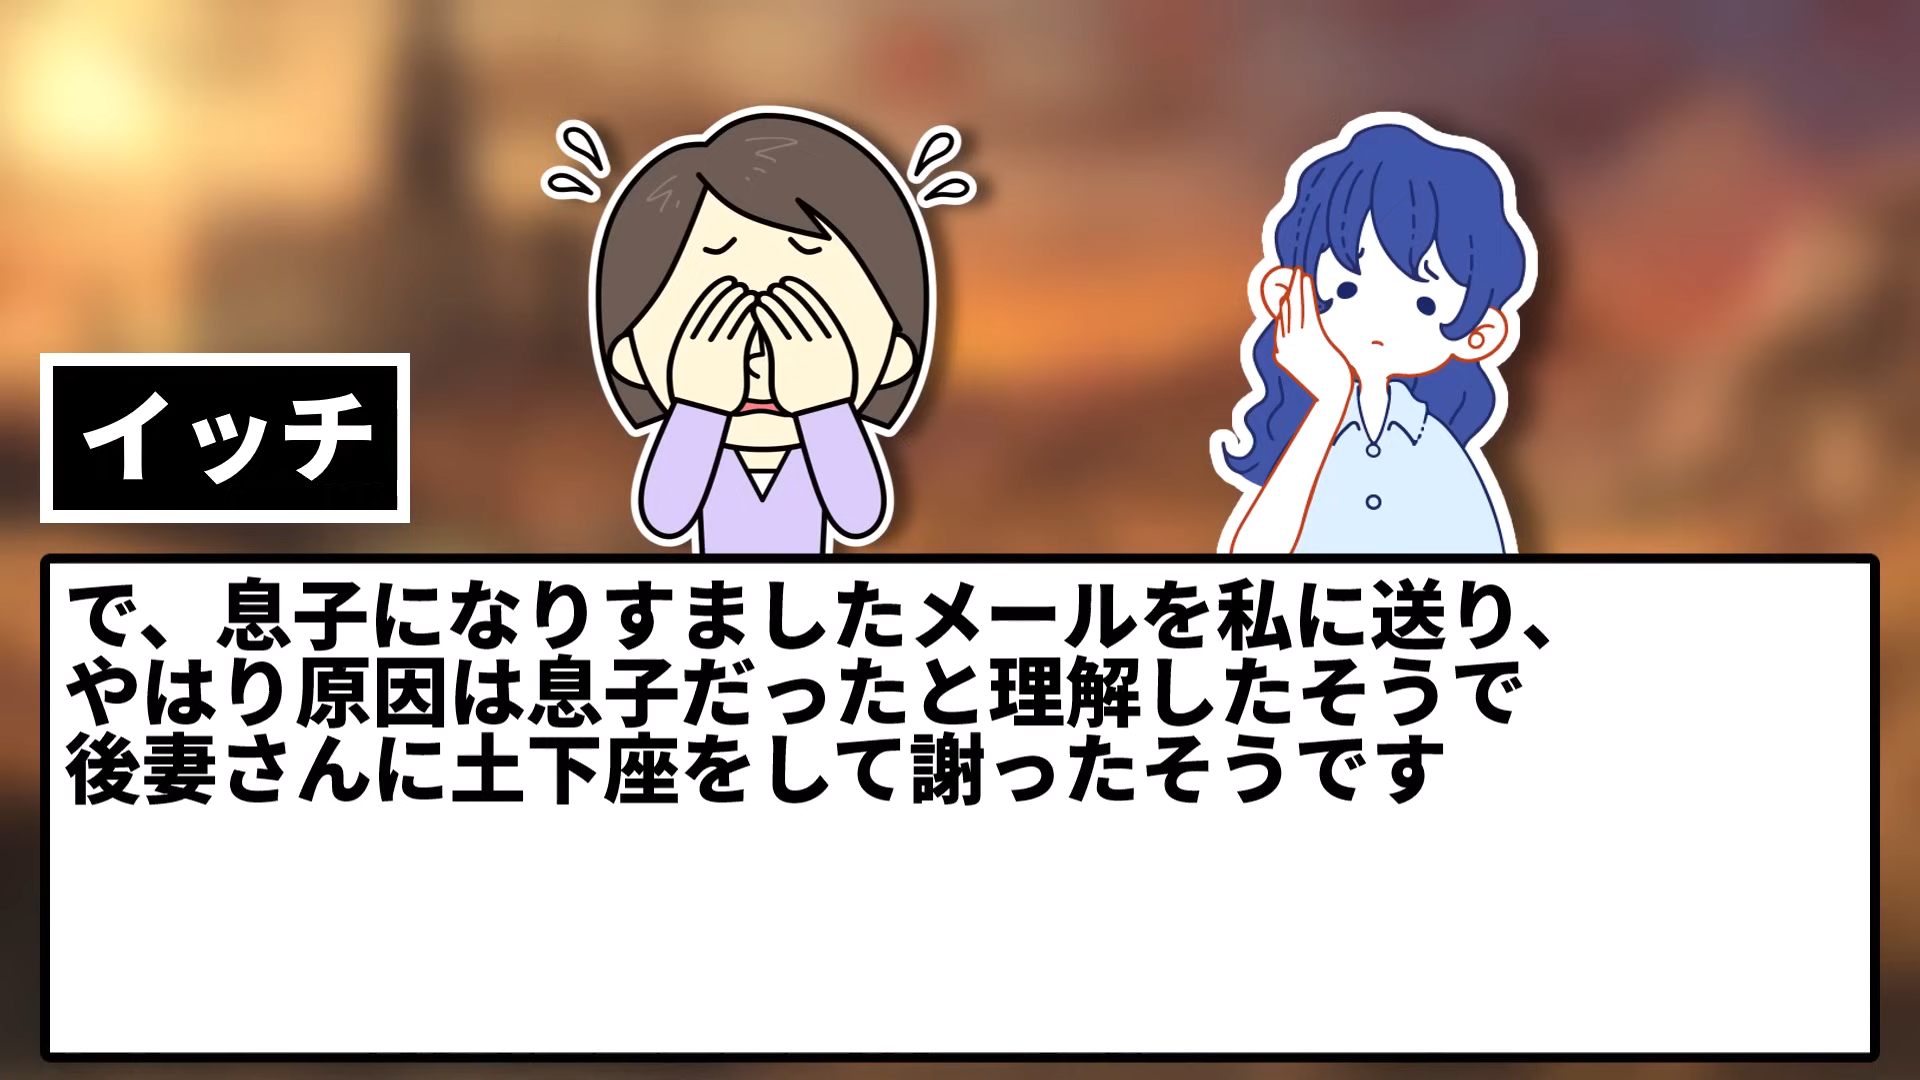 イッチ
で、息子になりすましたメールを私に送り、
やはり原因は息子だったと理解したそうで
後妻さんに土下座をして謝ったそうです